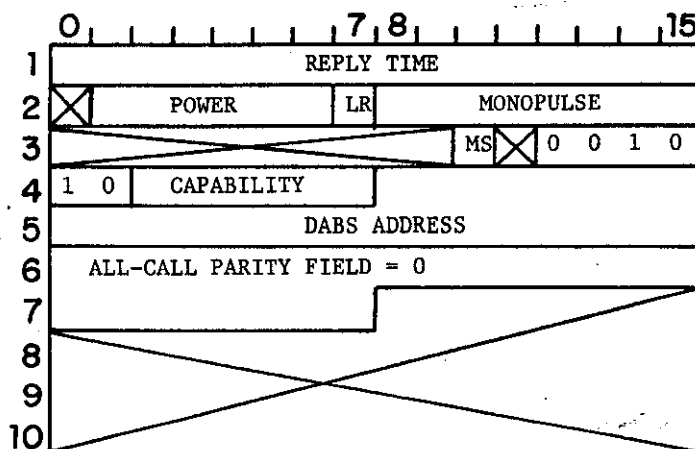 0 7 8 15
1 REPLY TIME
2 POWER LR MONOPULSE
3 MS 0 0 1 0
4 1 0 CAPABILITY
5 DABS ADDRESS
6 ALL-CALL PARITY FIELD = 0
7
8
9
10